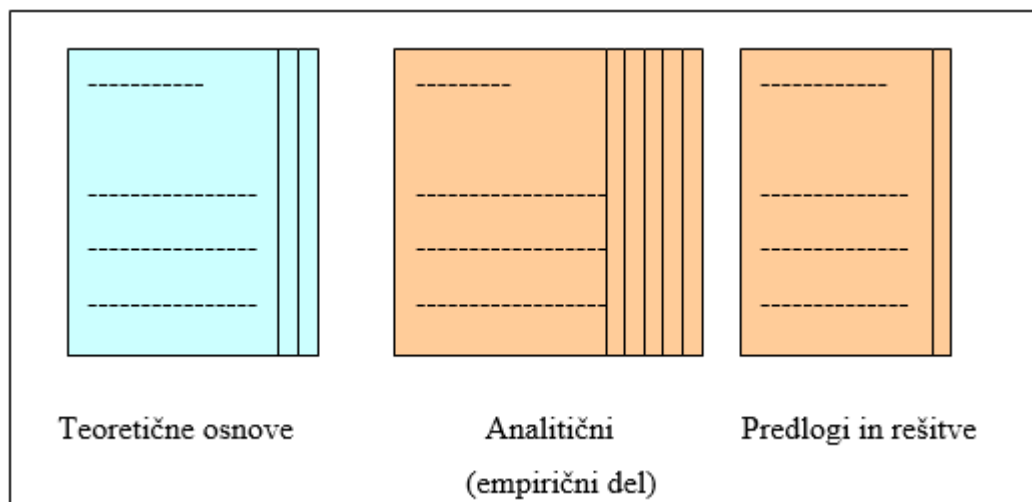 Teoretične osnove
Analitični
(empirični del)
Predlogi in rešitve